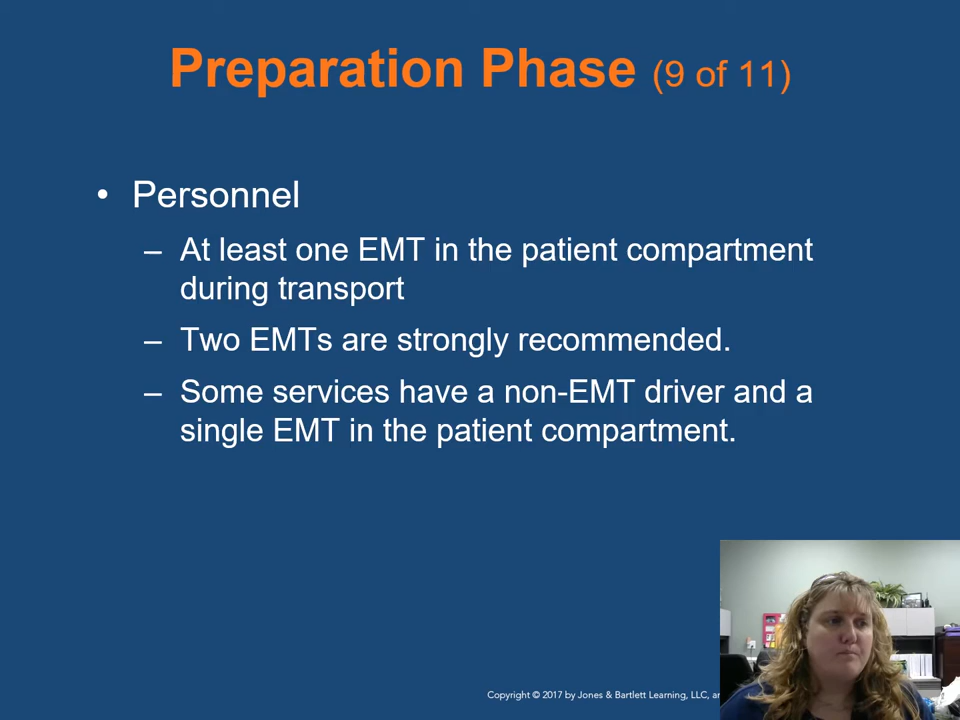 Preparation Phase (9 of 11)
• Personnel
– At least one EMT in the patient compartment
during transport
– Two EMTs are strongly recommended.
– Some services have a non-EMT driver and a
single EMT in the patient compartment.
Copyright © 2017 by Jones & Bartlett Learning, LLC, an